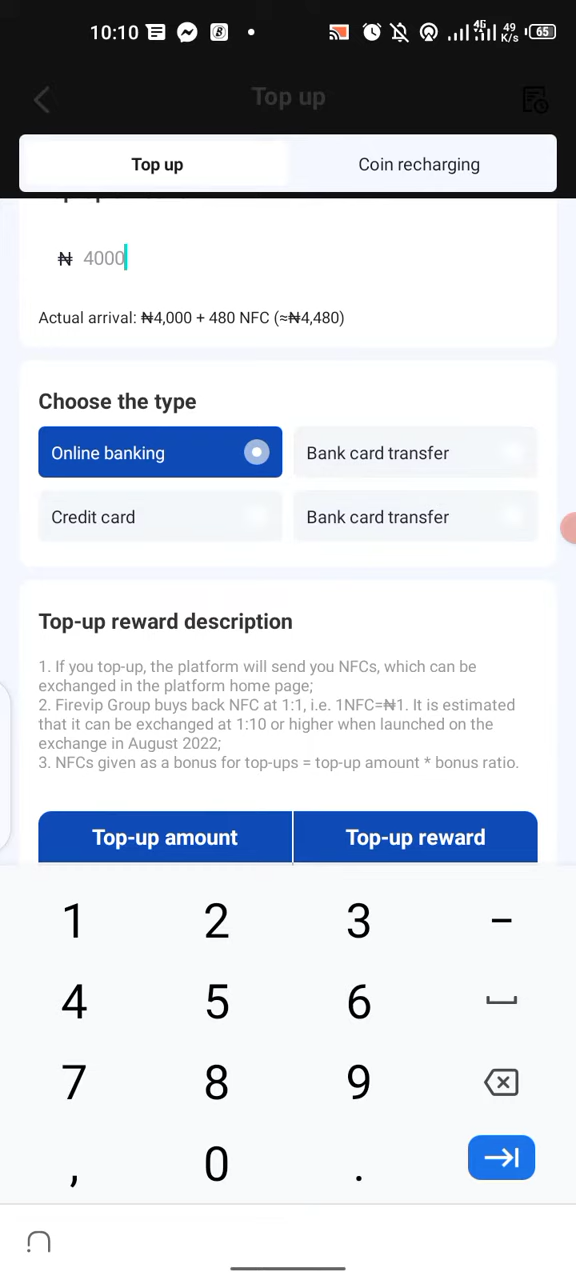 10:10
4G
49
K/s
65
Top up
Top up
Coin recharging
₦ 4000
Actual arrival: ₦4,000 + 480 NFC (≈₦4,480)
Choose the type
Online banking
Bank card transfer
Credit card
Bank card transfer
Top-up reward description
1. If you top-up, the platform will send you NFCs, which can be
exchanged in the platform home page;
2. Firevip Group buys back NFC at 1:1, i.e. 1NFC=₦1. It is estimated
that it can be exchanged at 1:10 or higher when launched on the
exchange in August 2022;
3. NFCs given as a bonus for top-ups = top-up amount * bonus ratio.
Top-up amount
Top-up reward
1 2 3 –
4 5 6
7 8 9
, 0 .